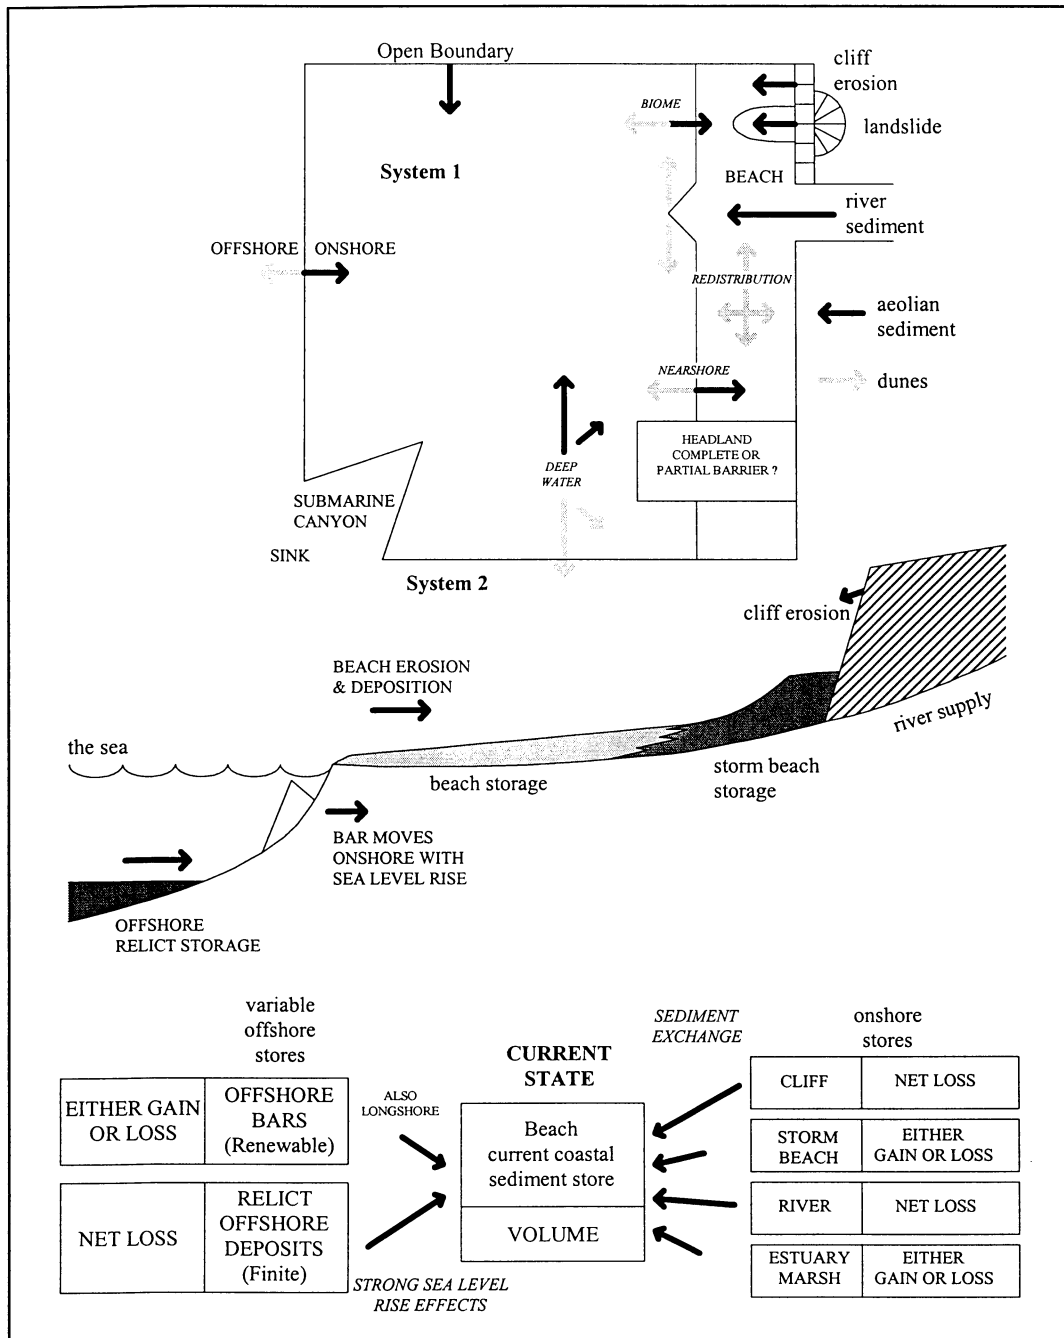 Open Boundary
cliff
erosion
BIOME
landslide
System 1
BEACH
river
sediment
OFFSHORE
ONSHORE
REDISTRIBUTION
aeolian
sediment
NEARSHORE
dunes
HEADLAND
COMPLETE OR
PARTIAL BARRIER ?
DEEP
WATER
SUBMARINE
CANYON
SINK
System 2
cliff erosion
BEACH EROSION
& DEPOSITION
river supply
the sea
beach storage
storm beach
storage
BAR MOVES
ONSHORE WITH
SEA LEVEL RISE
OFFSHORE
RELICT STORAGE
variable
offshore
stores
SEDIMENT
EXCHANGE
onshore
stores
CURRENT
STATE
EITHER GAIN
OR LOSS
OFFSHORE
BARS
(Renewable)
ALSO
LONGSHORE
Beach
current coastal
sediment store
VOLUME
CLIFF
NET LOSS
STORM
BEACH
EITHER
GAIN OR LOSS
RIVER
NET LOSS
ESTUARY
MARSH
EITHER
GAIN OR LOSS
NET LOSS
RELICT
OFFSHORE
DEPOSITS
(Finite)
STRONG SEA LEVEL
RISE EFFECTS